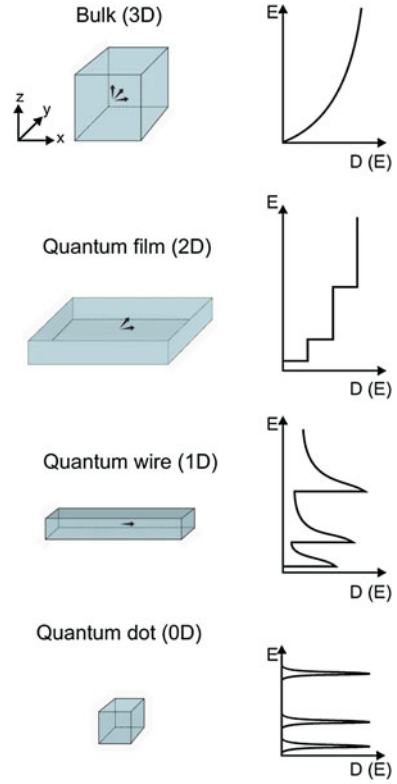 Bulk (3D)
E
z
y
x
D (E)
Quantum film (2D)
E
D (E)
Quantum wire (1D)
E
D (E)
Quantum dot (0D)
E
D (E)